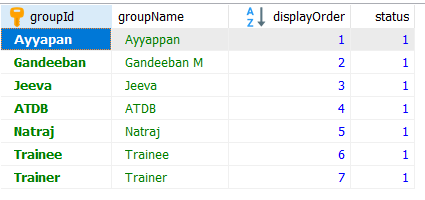 groupId groupName A Z displayOrder status
Ayyapan Ayyappan 1 1
Gandeeban Gandeeban M 2 1
Jeeva Jeeva 3 1
ATDB ATDB 4 1
Natraj Natraj 5 1
Trainee Trainee 6 1
Trainer Trainer 7 1